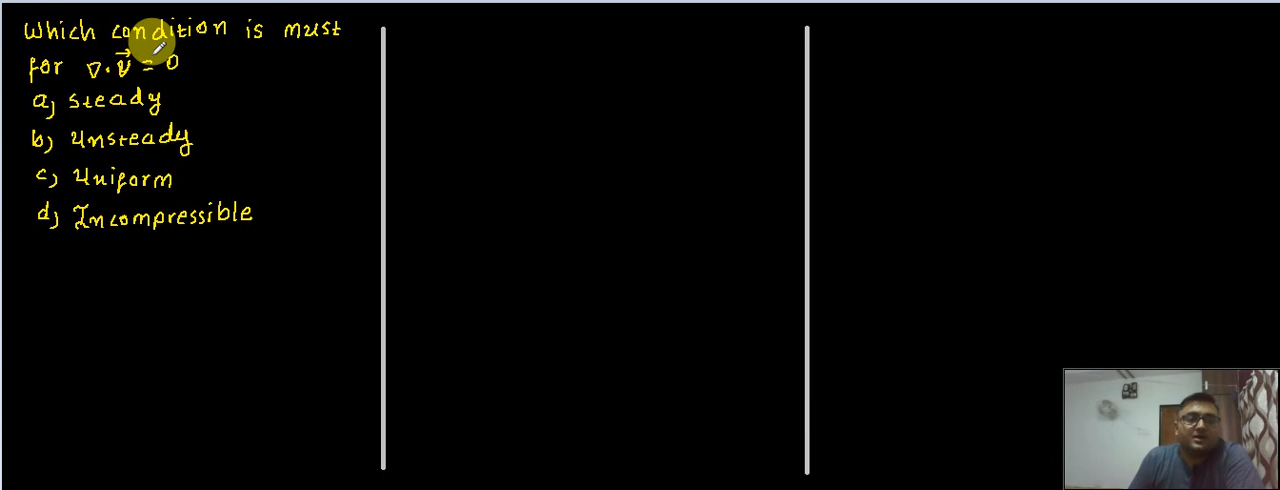 Which condition is must
for ∇·v⃗ = 0
a) steady
b) Unsteady
c) Uniform
d) Incompressible